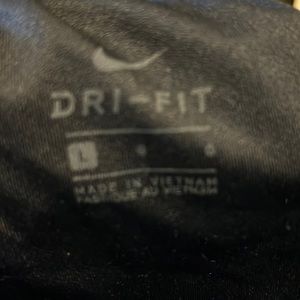 DRI-FIT
L
MADE IN VIETNAM
FABRIQUÉ AU VIETNAM